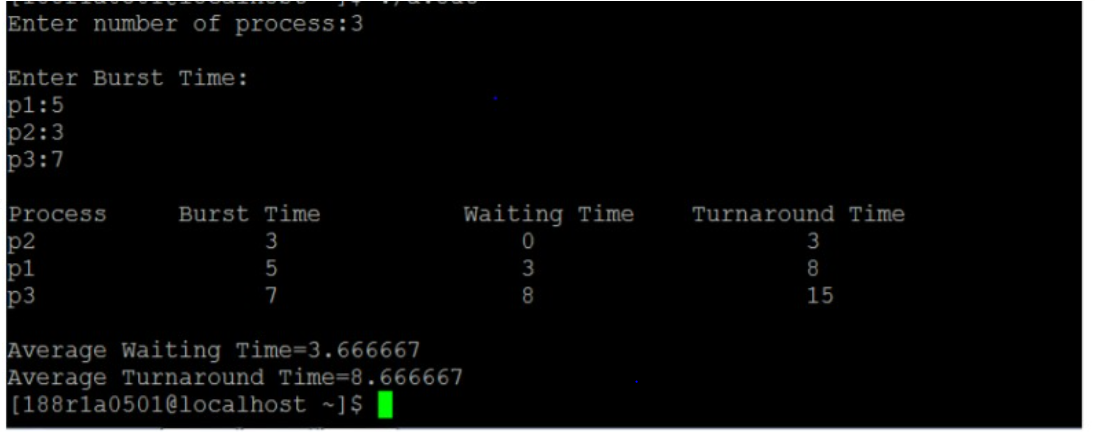 Enter number of process:3
Enter Burst Time:
p1:5
p2:3
p3:7
Process Burst Time Waiting Time Turnaround Time
p2 3 0 3
p1 5 3 8
p3 7 8 15
Average Waiting Time=3.666667
Average Turnaround Time=8.666667
[188r1a0501@localhost ~]$